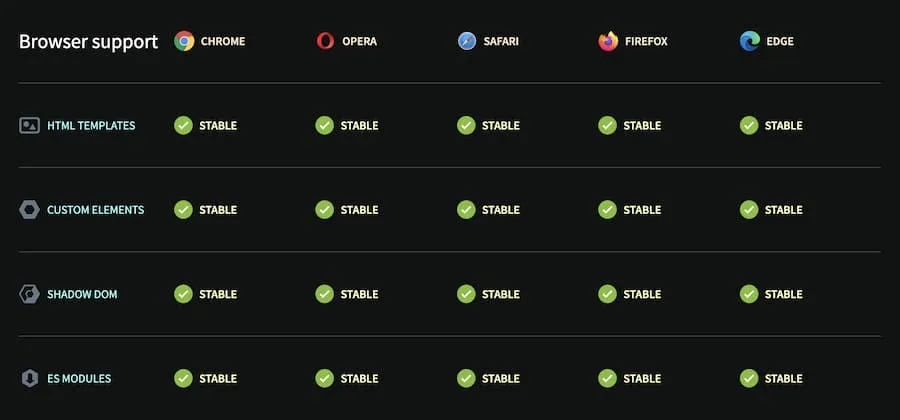 Browser support CHROME OPERA SAFARI FIREFOX EDGE
HTML TEMPLATES STABLE STABLE STABLE STABLE STABLE
CUSTOM ELEMENTS STABLE STABLE STABLE STABLE STABLE
SHADOW DOM STABLE STABLE STABLE STABLE STABLE
ES MODULES STABLE STABLE STABLE STABLE STABLE